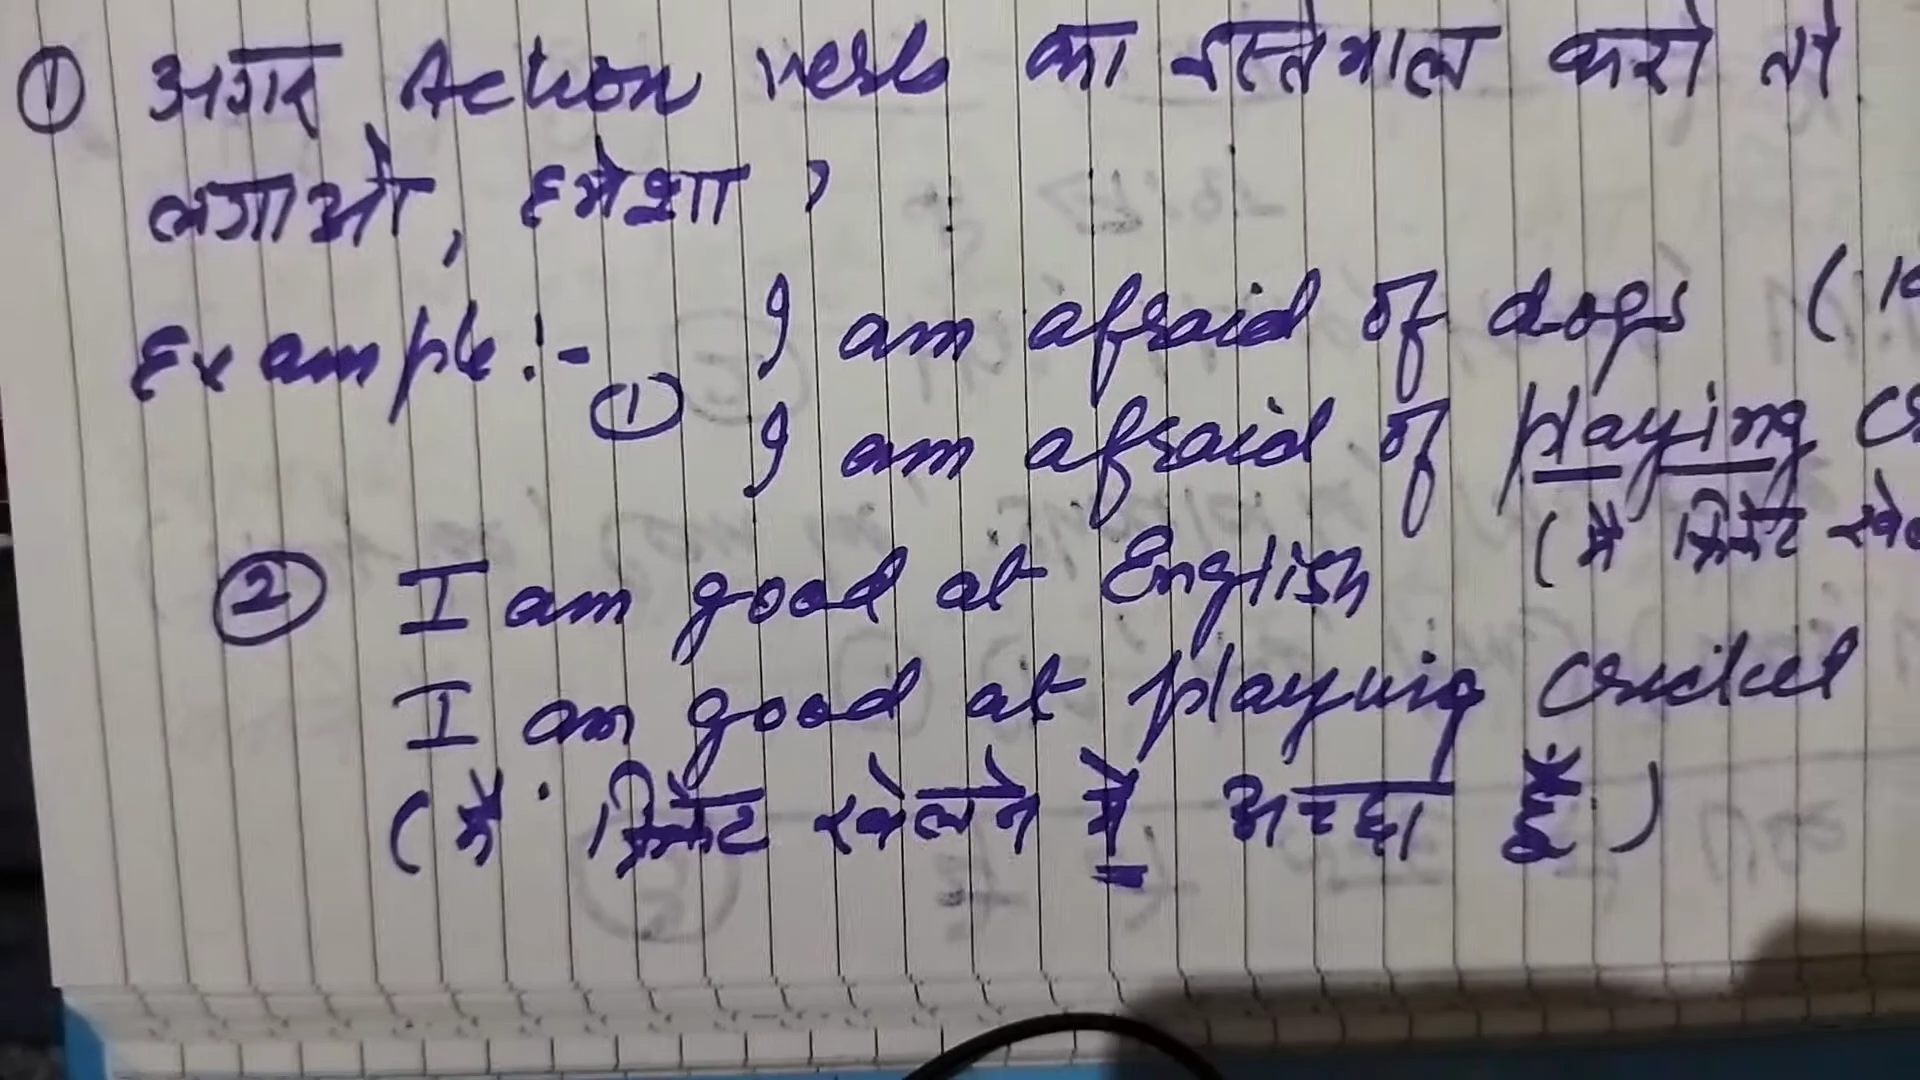 ① अगर Action verb का इस्तेमाल करो तो
लगाओ, हमेशा,
Example :- ① I am afraid of dogs (
I am afraid of playing
(मैं क्रिकेट
② I am good at English
I am good at playing cricket
(मैं क्रिकेट खेलने में अच्छा हूँ)